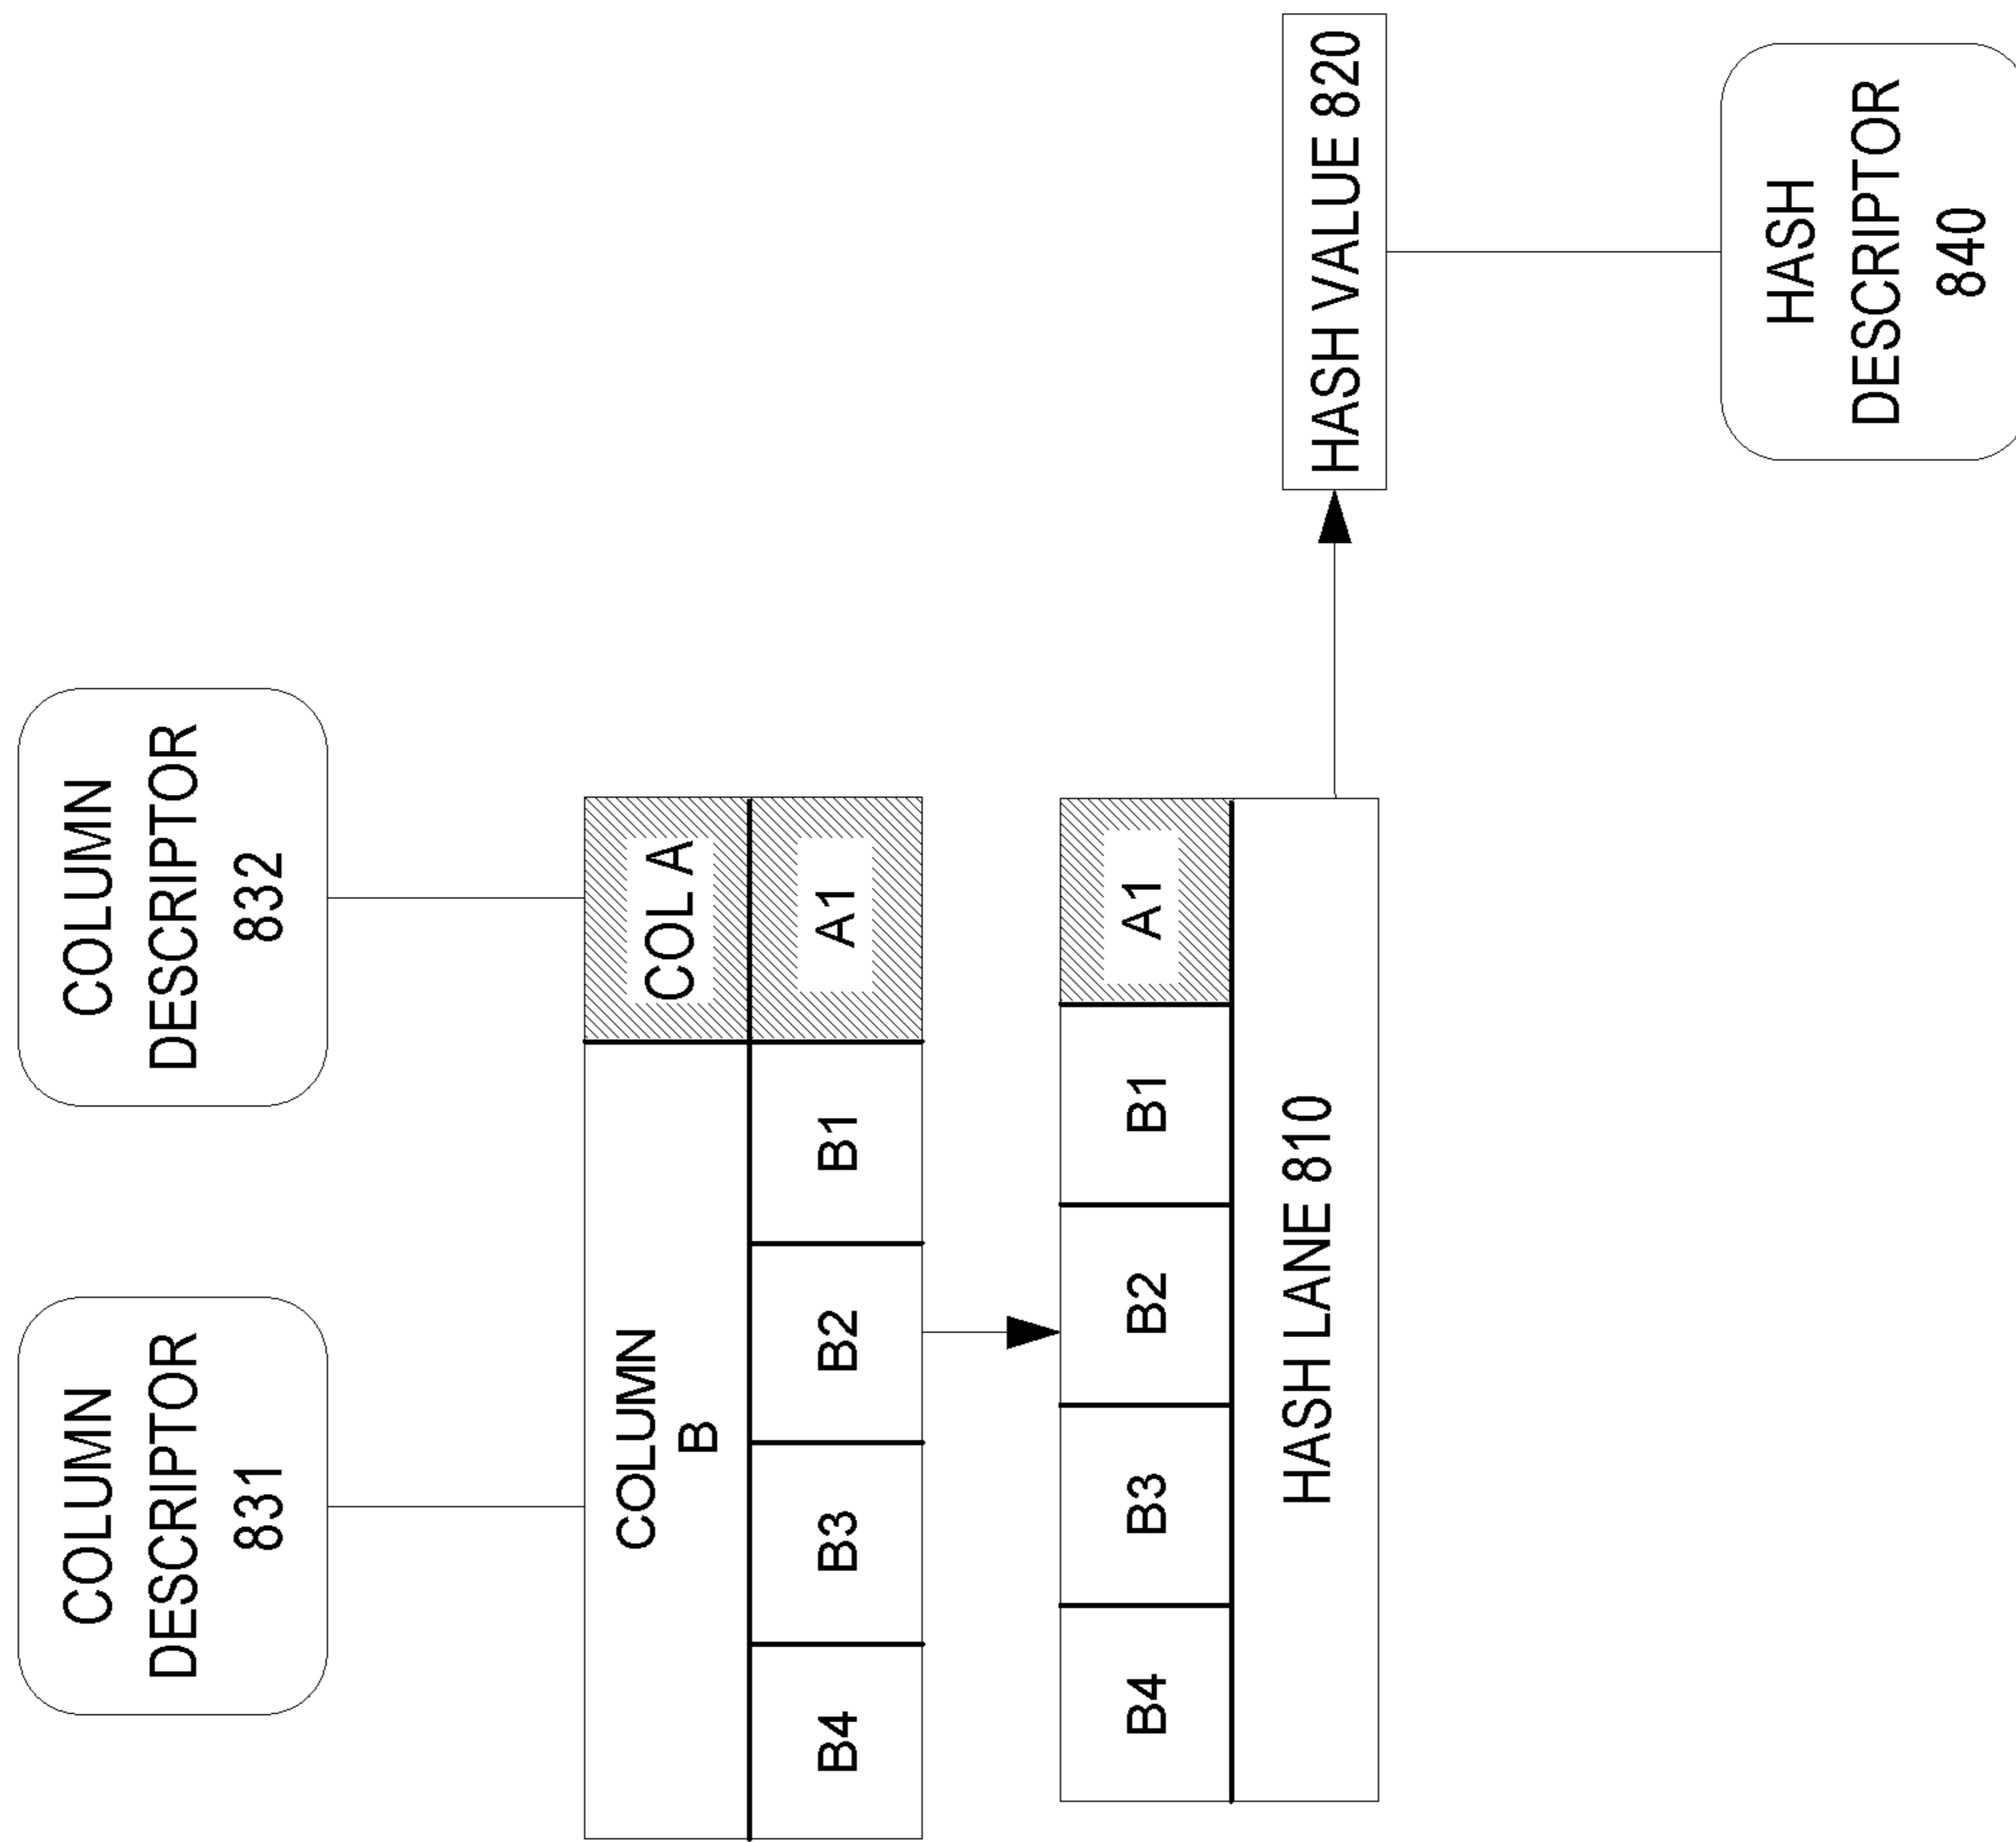 COLUMN
DESCRIPTOR
831
COLUMN
DESCRIPTOR
832
COLUMN
B
COL A
B4
B3
B2
B1
A1
B4
B3
B2
B1
A1
HASH LANE 810
HASH VALUE 820
HASH
DESCRIPTOR
840